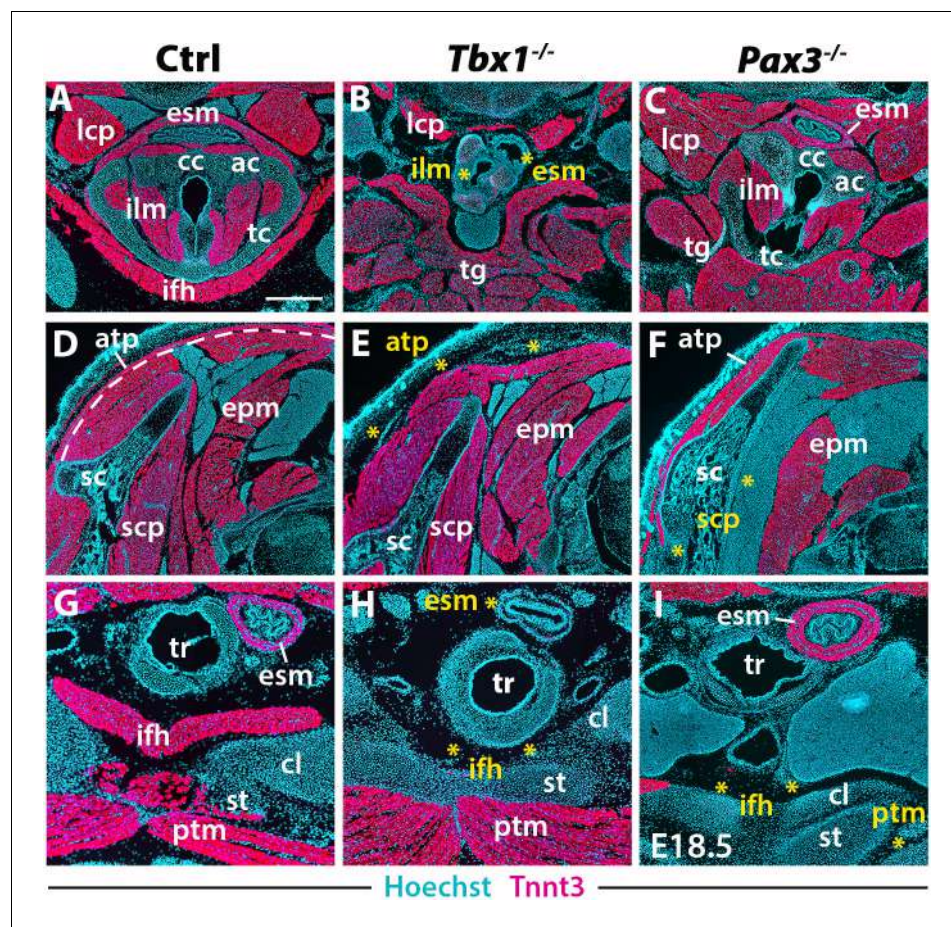 Ctrl Tbx1-/- Pax3-/-
A esm lcp cc ac ilm tc ifh
B lcp ilm * * esm tg
C esm lcp cc ilm ac tg tc
D atp epm sc scp
E atp * * * epm sc scp
F atp epm sc * scp *
G tr esm ifh cl st ptm
H esm * tr cl * * ifh st ptm
I esm tr * * ifh cl ptm st * E18.5
Hoechst Tnnt3